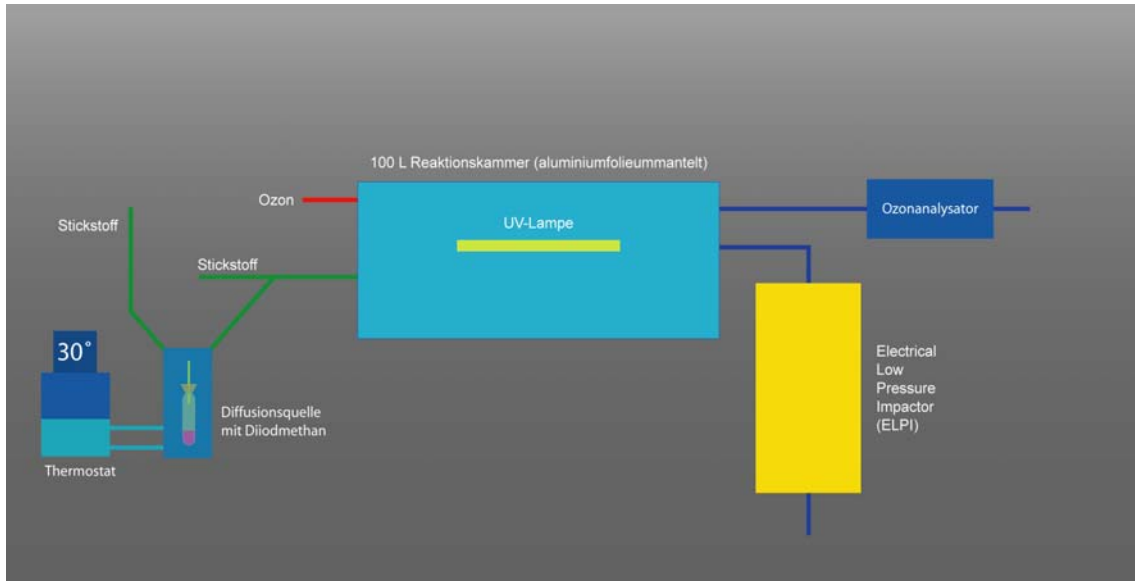 100 L Reaktionskammer (aluminiumfolieummantelt)
Ozon
Stickstoff
UV-Lampe
Ozonanalysator
Stickstoff
30°
Electrical
Low
Pressure
Impactor
(ELPI)
Diffusionsquelle
mit Diiodmethan
Thermostat